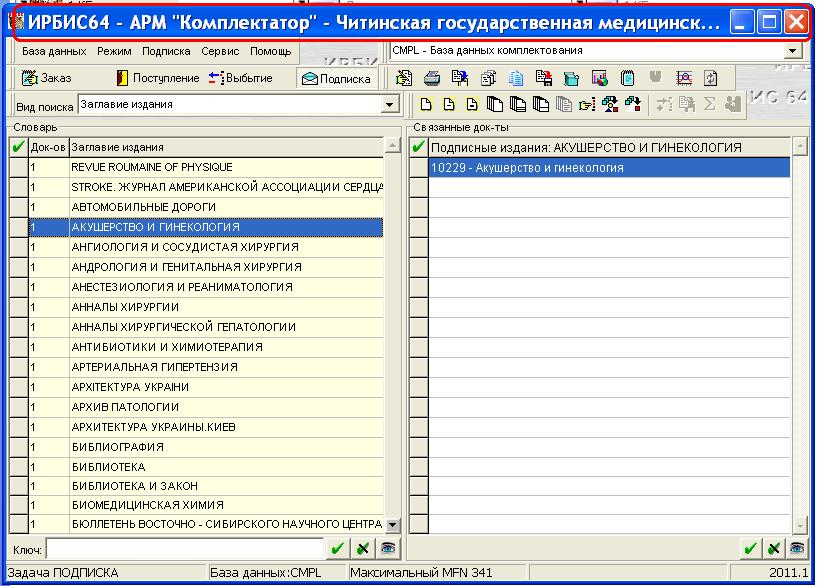 ИРБИС64 - АРМ "Комплектатор" - Читинская государственная медицинск...
База данных Режим Подписка Сервис Помощь
CMPL - База данных комплектования
Заказ Поступление Выбытие Подписка
Вид поиска Заглавие издания
ИС 64
Словарь
Связанные док-ты
Док-ов Заглавие издания
Подписные издания: АКУШЕРСТВО И ГИНЕКОЛОГИЯ
1 REVUE ROUMAINE OF PHYSIQUE
10229 - Акушерство и гинекология
1 STROKE. ЖУРНАЛ АМЕРИКАНСКОЙ АССОЦИАЦИИ СЕРДЦА
1 АВТОМОБИЛЬНЫЕ ДОРОГИ
1 АКУШЕРСТВО И ГИНЕКОЛОГИЯ
1 АНГИОЛОГИЯ И СОСУДИСТАЯ ХИРУРГИЯ
1 АНДРОЛОГИЯ И ГЕНИТАЛЬНАЯ ХИРУРГИЯ
1 АНЕСТЕЗИОЛОГИЯ И РЕАНИМАТОЛОГИЯ
1 АННАЛЫ ХИРУРГИИ
1 АННАЛЫ ХИРУРГИЧЕСКОЙ ГЕПАТОЛОГИИ
1 АНТИБИОТИКИ И ХИМИОТЕРАПИЯ
1 АРТЕРИАЛЬНАЯ ГИПЕРТЕНЗИЯ
1 АРХІТЕКТУРА УКРАІНИ
1 АРХИВ ПАТОЛОГИИ
1 АРХИТЕКТУРА УКРАИНЫ.КИЕВ
1 БИБЛИОГРАФИЯ
1 БИБЛИОТЕКА
1 БИБЛИОТЕКА И ЗАКОН
1 БИОМЕДИЦИНСКАЯ ХИМИЯ
1 БЮЛЛЕТЕНЬ ВОСТОЧНО - СИБИРСКОГО НАУЧНОГО ЦЕНТРА
Ключ:
Задача ПОДПИСКА База данных:CMPL Максимальный MFN 341 2011.1